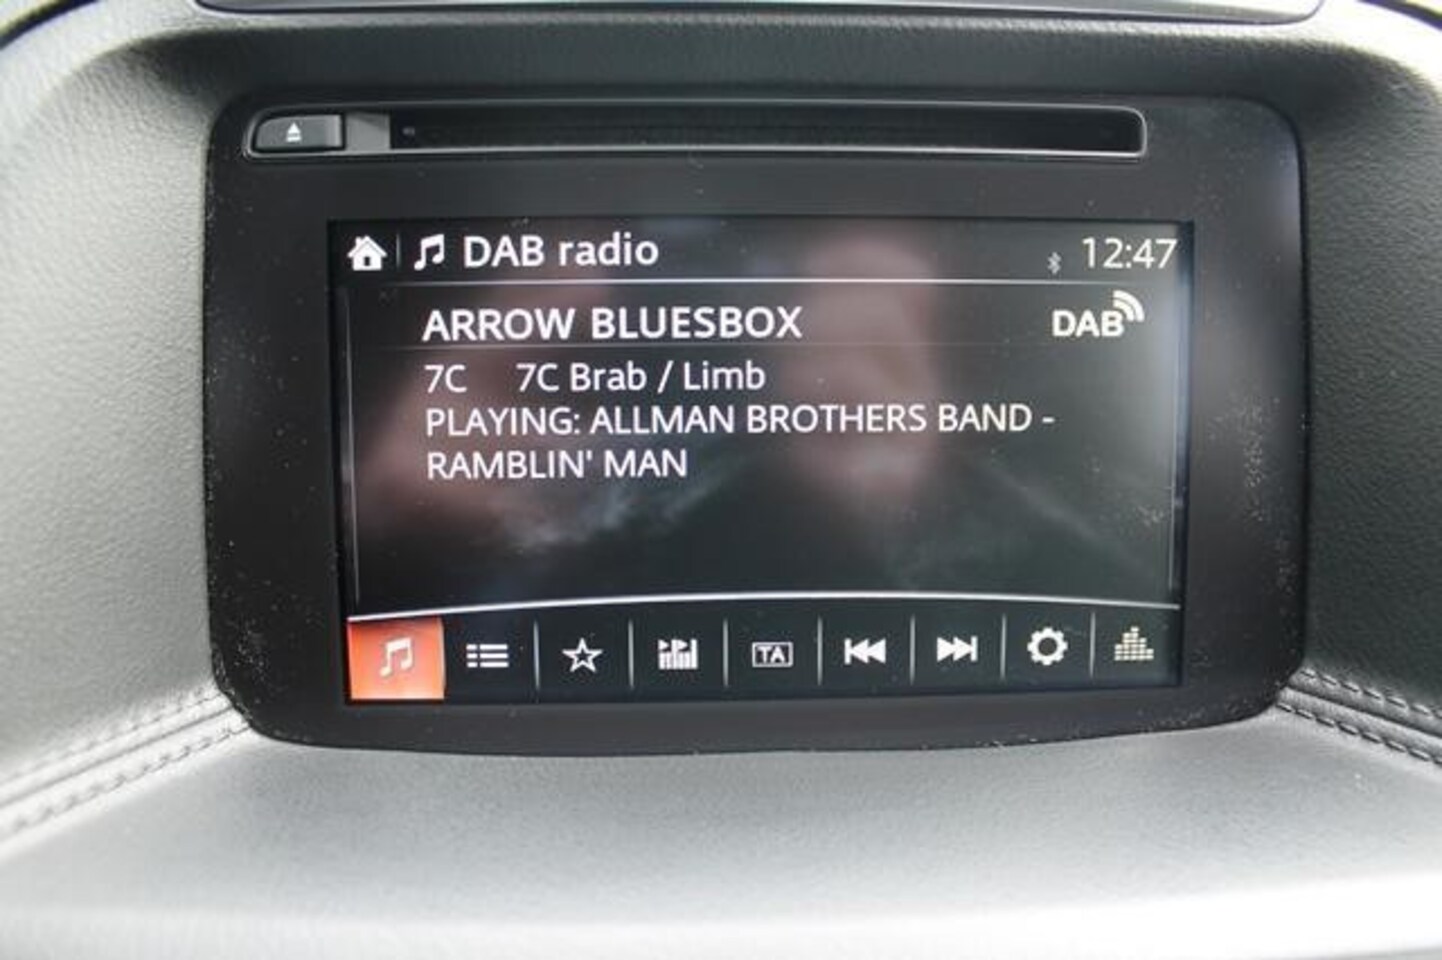 DAB radio
12:47
ARROW BLUESBOX
DAB
7C 7C Brab / Limb
PLAYING: ALLMAN BROTHERS BAND -
RAMBLIN' MAN
TA